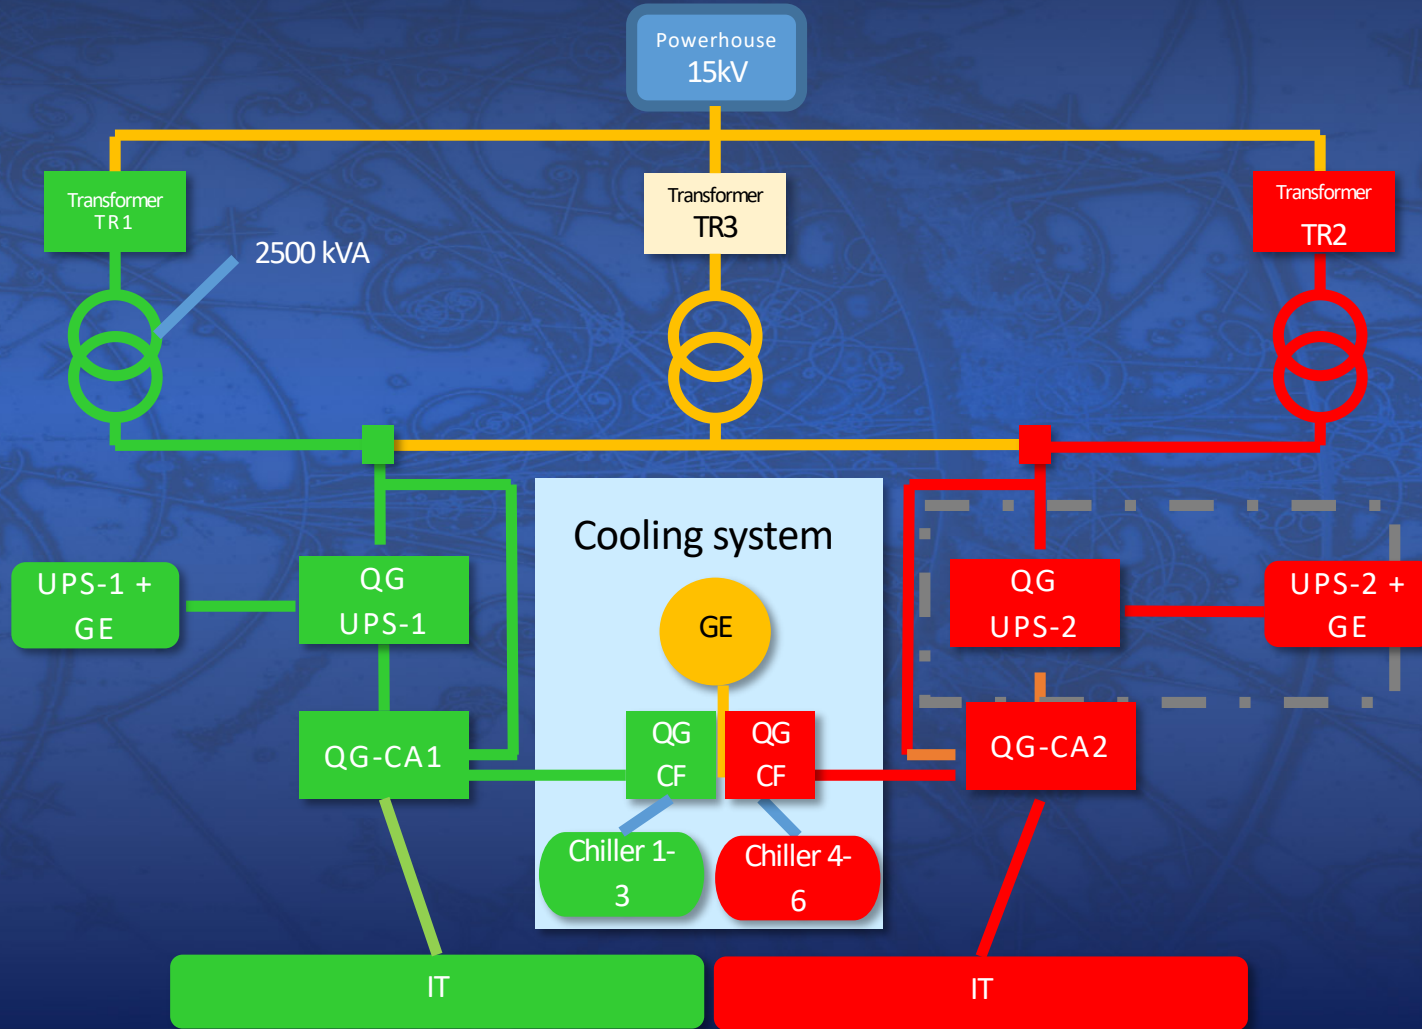 Powerhouse
15kV
Transformer
TR1
Transformer
TR3
Transformer
TR2
2500 kVA
Cooling system
UPS-1 +
GE
QG
UPS-1
GE
QG
UPS-2
UPS-2 +
GE
QG-CA1
QG
CF
QG
CF
QG-CA2
Chiller 1-
3
Chiller 4-
6
IT
IT